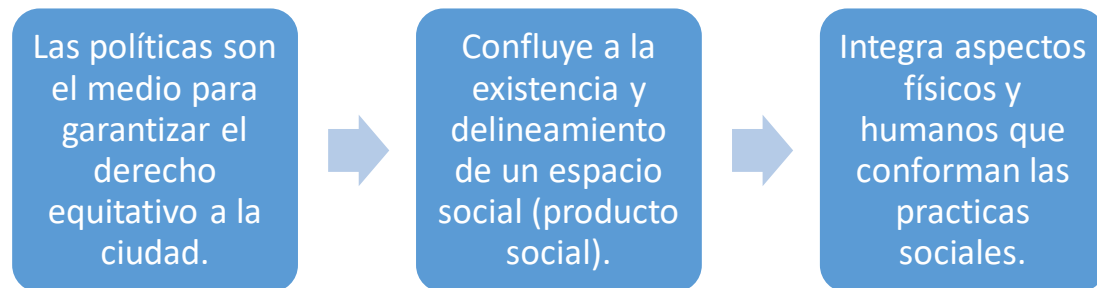 Las políticas son
el medio para
garantizar el
derecho
equitativo a la
ciudad.
Confluye a la
existencia y
delineamiento
de un espacio
social (producto
social).
Integra aspectos
físicos y
humanos que
conforman las
practicas
sociales.